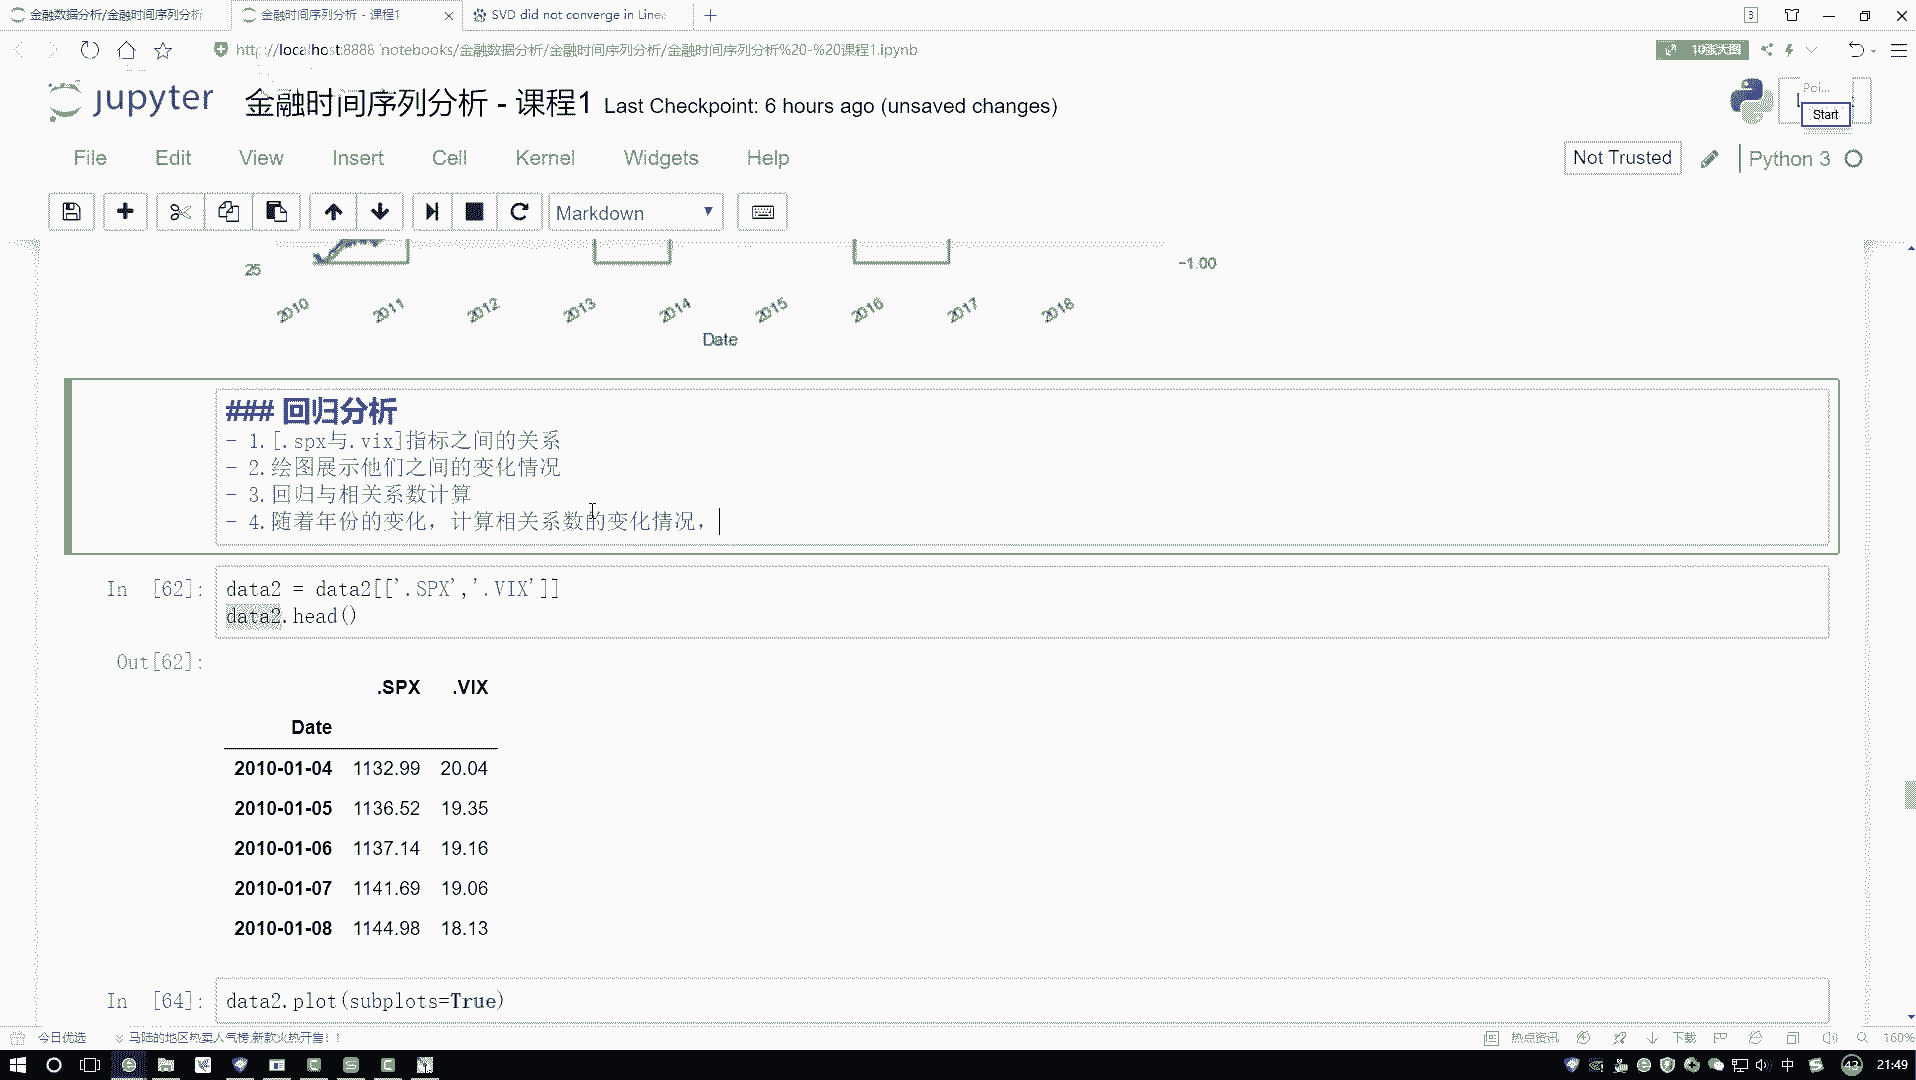 金融数据分析/金融时间序列分析
金融时间序列分析 - 课程1
SVD did not converge in Line
3
http://localhost:8888/notebooks/金融数据分析/金融时间序列分析/金融时间序列分析%20-%20课程1.ipynb
10张大图
jupyter
金融时间序列分析 - 课程1
Last Checkpoint: 6 hours ago (unsaved changes)
Poi...
Start
File
Edit
View
Insert
Cell
Kernel
Widgets
Help
Not Trusted
Python 3
Markdown
25
-1.00
2010
2011
2012
2013
2014
2015
2016
2017
2018
Date
### 回归分析
- 1.[.spx与.vix]指标之间的关系
- 2.绘图展示他们之间的变化情况
- 3.回归与相关系数计算
- 4.随着年份的变化，计算相关系数的变化情况，
In [62]:
data2 = data2[['.SPX','.VIX']]
data2.head()
Out[62]:
.SPX .VIX
Date
2010-01-04 1132.99 20.04
2010-01-05 1136.52 19.35
2010-01-06 1137.14 19.16
2010-01-07 1141.69 19.06
2010-01-08 1144.98 18.13
In [64]:
data2.plot(subplots=True)
今日优选
马陆的地区热卖人气榜,新款火热开售！！
热点资讯
下载
160%
中
43
21:49